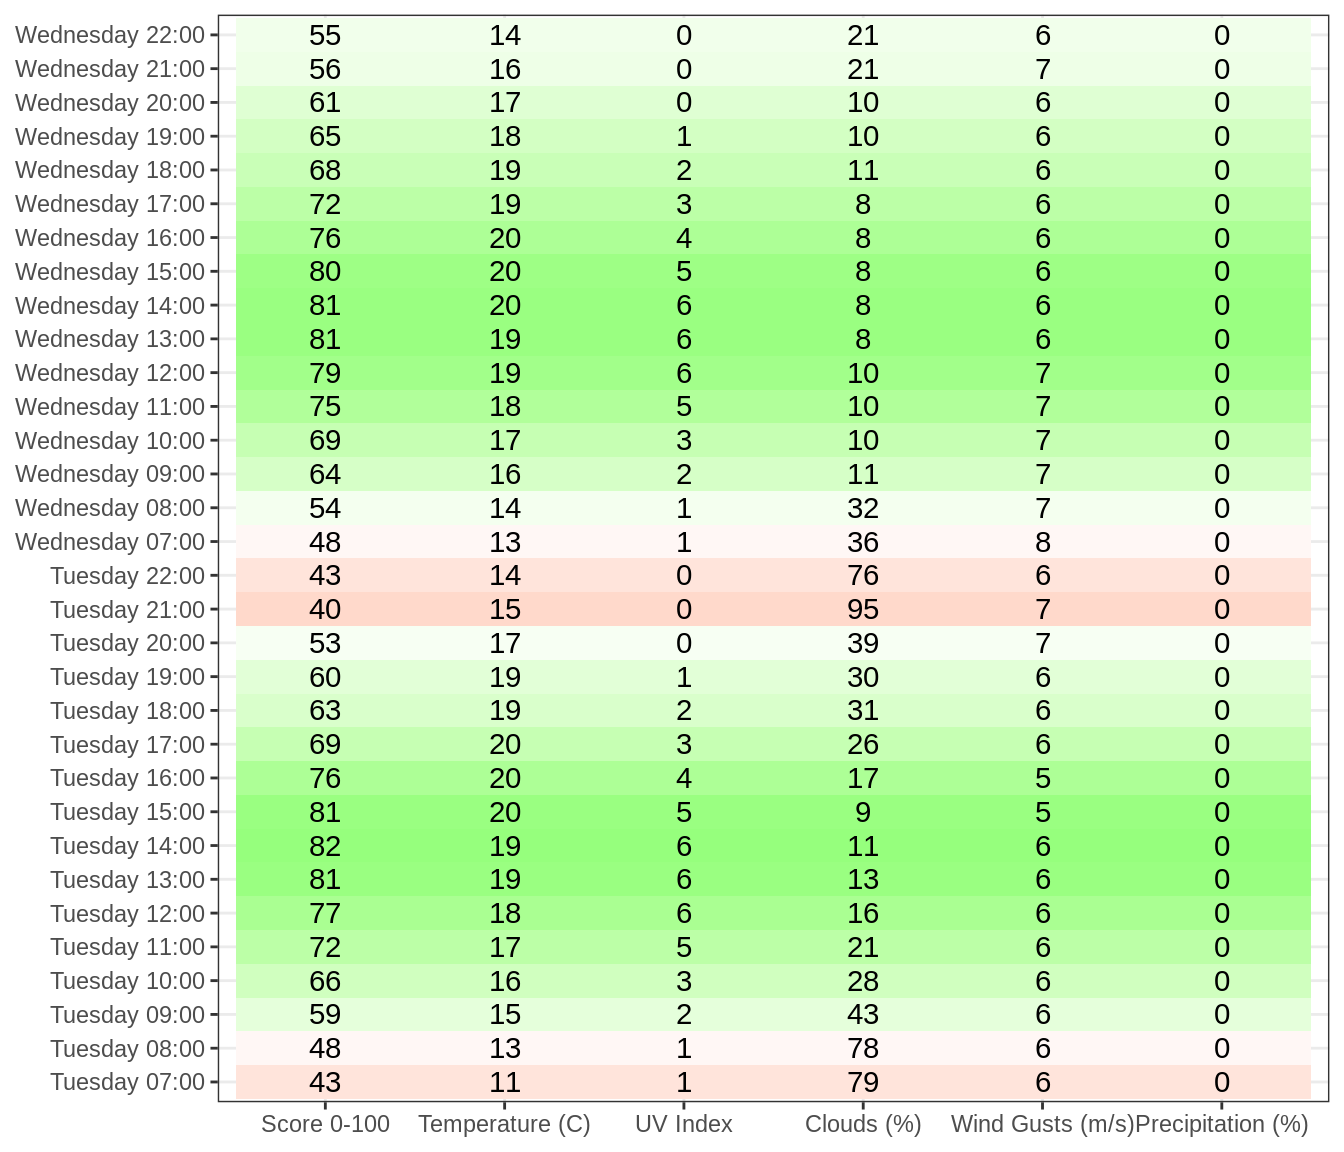 Wednesday 22:00 55 14 0 21 6 0
Wednesday 21:00 56 16 0 21 7 0
Wednesday 20:00 61 17 0 10 6 0
Wednesday 19:00 65 18 1 10 6 0
Wednesday 18:00 68 19 2 11 6 0
Wednesday 17:00 72 19 3 8 6 0
Wednesday 16:00 76 20 4 8 6 0
Wednesday 15:00 80 20 5 8 6 0
Wednesday 14:00 81 20 6 8 6 0
Wednesday 13:00 81 19 6 8 6 0
Wednesday 12:00 79 19 6 10 7 0
Wednesday 11:00 75 18 5 10 7 0
Wednesday 10:00 69 17 3 10 7 0
Wednesday 09:00 64 16 2 11 7 0
Wednesday 08:00 54 14 1 32 7 0
Wednesday 07:00 48 13 1 36 8 0
Tuesday 22:00 43 14 0 76 6 0
Tuesday 21:00 40 15 0 95 7 0
Tuesday 20:00 53 17 0 39 7 0
Tuesday 19:00 60 19 1 30 6 0
Tuesday 18:00 63 19 2 31 6 0
Tuesday 17:00 69 20 3 26 6 0
Tuesday 16:00 76 20 4 17 5 0
Tuesday 15:00 81 20 5 9 5 0
Tuesday 14:00 82 19 6 11 6 0
Tuesday 13:00 81 19 6 13 6 0
Tuesday 12:00 77 18 6 16 6 0
Tuesday 11:00 72 17 5 21 6 0
Tuesday 10:00 66 16 3 28 6 0
Tuesday 09:00 59 15 2 43 6 0
Tuesday 08:00 48 13 1 78 6 0
Tuesday 07:00 43 11 1 79 6 0
Score 0-100 Temperature (C) UV Index Clouds (%) Wind Gusts (m/s) Precipitation (%)